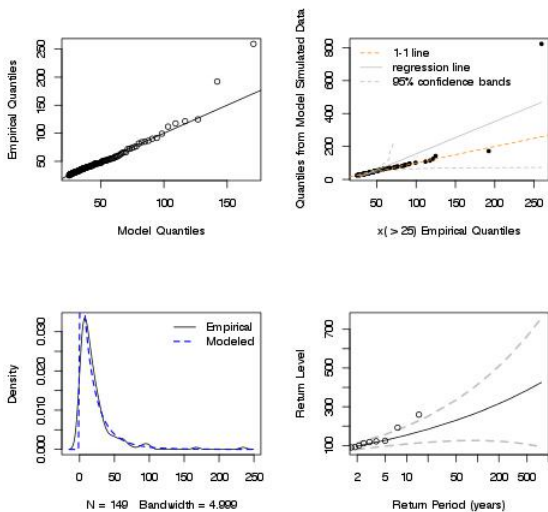 Empirical Quantiles
50 100 150 200 250
50 100 150
Model Quantiles
Quantiles from Model Simulated Data
0 200 400 600 800
1-1 line
regression line
95% confidence bands
50 100 150 200 250
x( > 25) Empirical Quantiles
Density
0.000 0.010 0.020 0.030
Empirical
Modeled
0 50 100 150 200 250
N = 149 Bandwidth = 4.999
Return Level
100 300 500 700
2 5 10 50 100 500
Return Period (years)